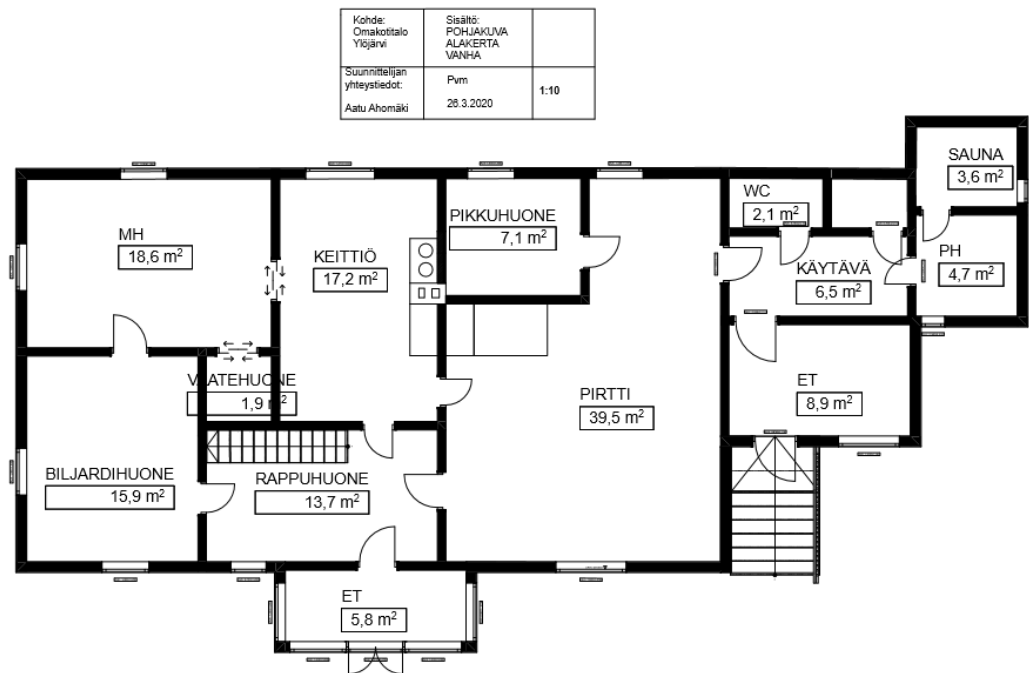 Kohde:
Omakotitalo
Ylöjärvi
Sisältö:
POHJAKUVA
ALAKERTA
VANHA
Suunnittelijan
yhteystiedot:
Aatu Ahomäki
Pvm
26.3.2020
1:10
SAUNA
3,6 m²
WC
2,1 m²
PIKKUHUONE
7,1 m²
MH
18,6 m²
KEITTIÖ
17,2 m²
KÄYTÄVÄ
6,5 m²
PH
4,7 m²
VAATEHUONE
1,9 m²
PIRTTI
39,5 m²
ET
8,9 m²
BILJARDIHUONE
15,9 m²
RAPPUHUONE
13,7 m²
ET
5,8 m²